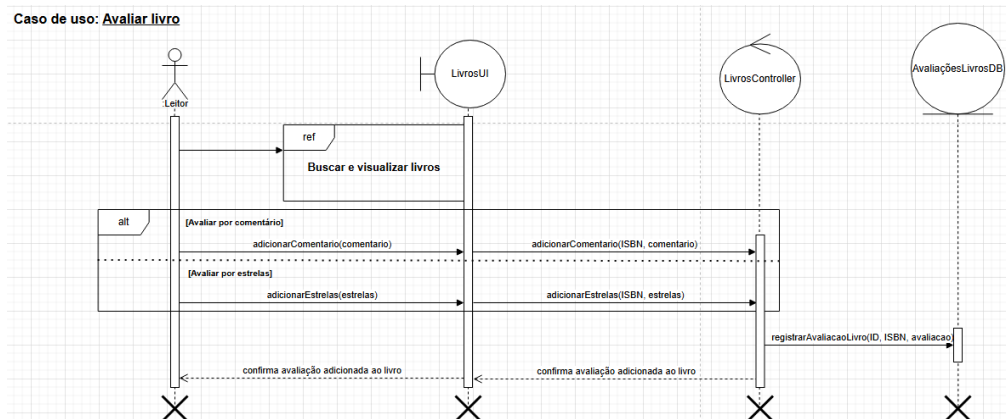 Caso de uso: Avaliar livro
:Leitor
LivrosUI
LivrosController
AvaliaçõesLivrosDB
ref
Buscar e visualizar livros
alt
[Avaliar por comentário]
adicionarComentario(comentario)
adicionarComentario(ISBN, comentario)
[Avaliar por estrelas]
adicionarEstrelas(estrelas)
adicionarEstrelas(ISBN, estrelas)
registrarAvaliacaoLivro(ID, ISBN, avaliacao)
confirma avaliação adicionada ao livro
confirma avaliação adicionada ao livro